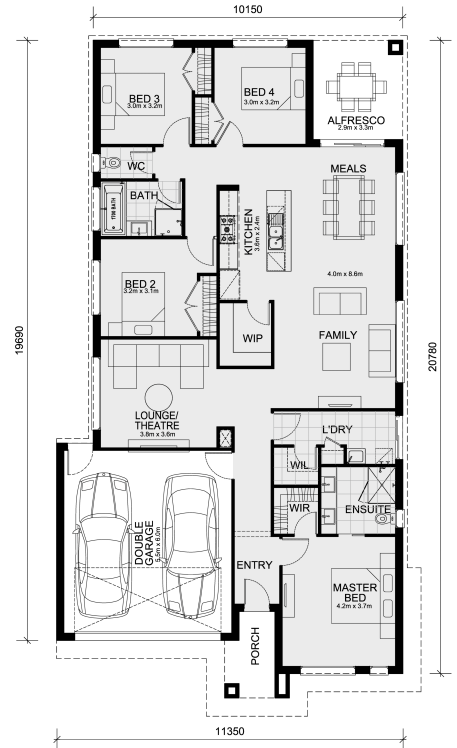 10150
BED 3
3.0m x 3.2m
BED 4
3.0m x 3.2m
ALFRESCO
2.9m x 3.3m
WC
MEALS
BATH
1700 BATH
KITCHEN
3.6m x 2.4m
4.0m x 8.6m
BED 2
3.2m x 3.1m
19690
20780
WIP
FAMILY
LOUNGE/
THEATRE
3.8m x 3.6m
L'DRY
WIL
WIR
ENSUITE
DOUBLE
GARAGE
5.5m x 6.0m
ENTRY
MASTER
BED
4.2m x 3.7m
PORCH
11350